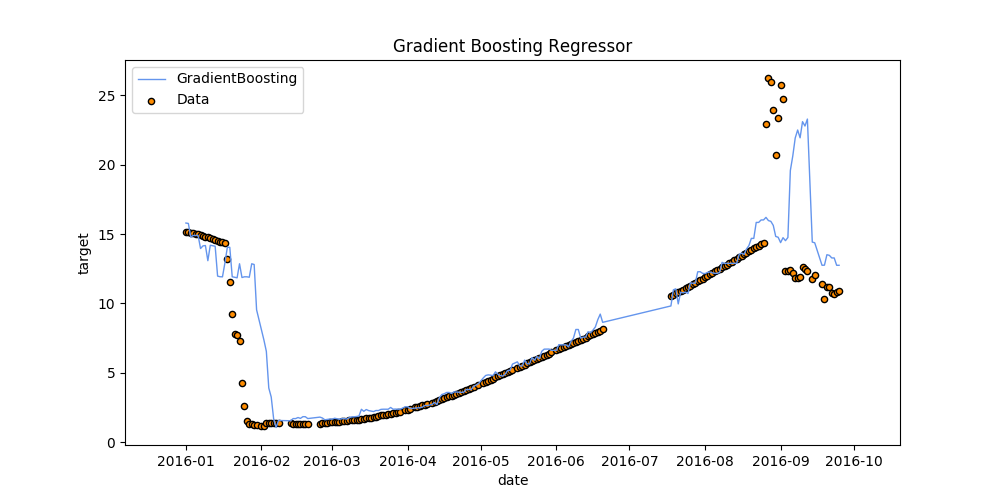 Gradient Boosting Regressor
GradientBoosting
Data
target
25
20
15
10
5
0
2016-01 2016-02 2016-03 2016-04 2016-05 2016-06 2016-07 2016-08 2016-09 2016-10
date